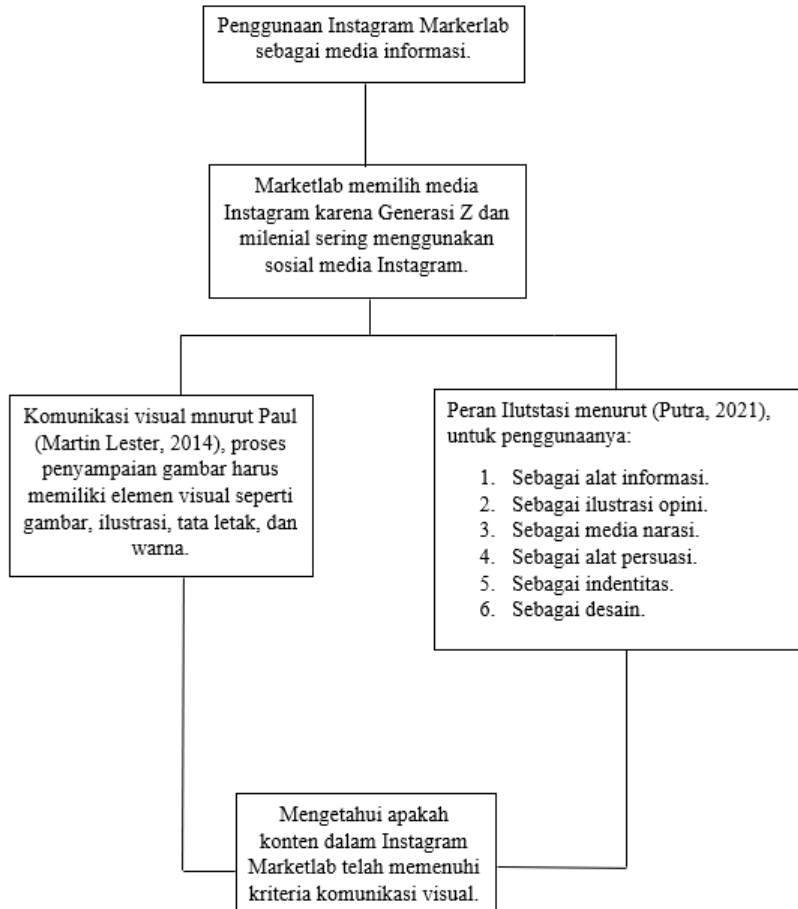 Penggunaan Instagram Markerlab
sebagai media informasi.
Marketlab memilih media
Instagram karena Generasi Z dan
milenial sering menggunakan
sosial media Instagram.
Komunikasi visual mnurut Paul
(Martin Lester, 2014), proses
penyampaian gambar harus
memiliki elemen visual seperti
gambar, ilustrasi, tata letak, dan
warna.
Peran Ilutstasi menurut (Putra, 2021),
untuk penggunaanya:
1. Sebagai alat informasi.
2. Sebagai ilustrasi opini.
3. Sebagai media narasi.
4. Sebagai alat persuasi.
5. Sebagai indentitas.
6. Sebagai desain.
Mengetahui apakah
konten dalam Instagram
Marketlab telah memenuhi
kriteria komunikasi visual.